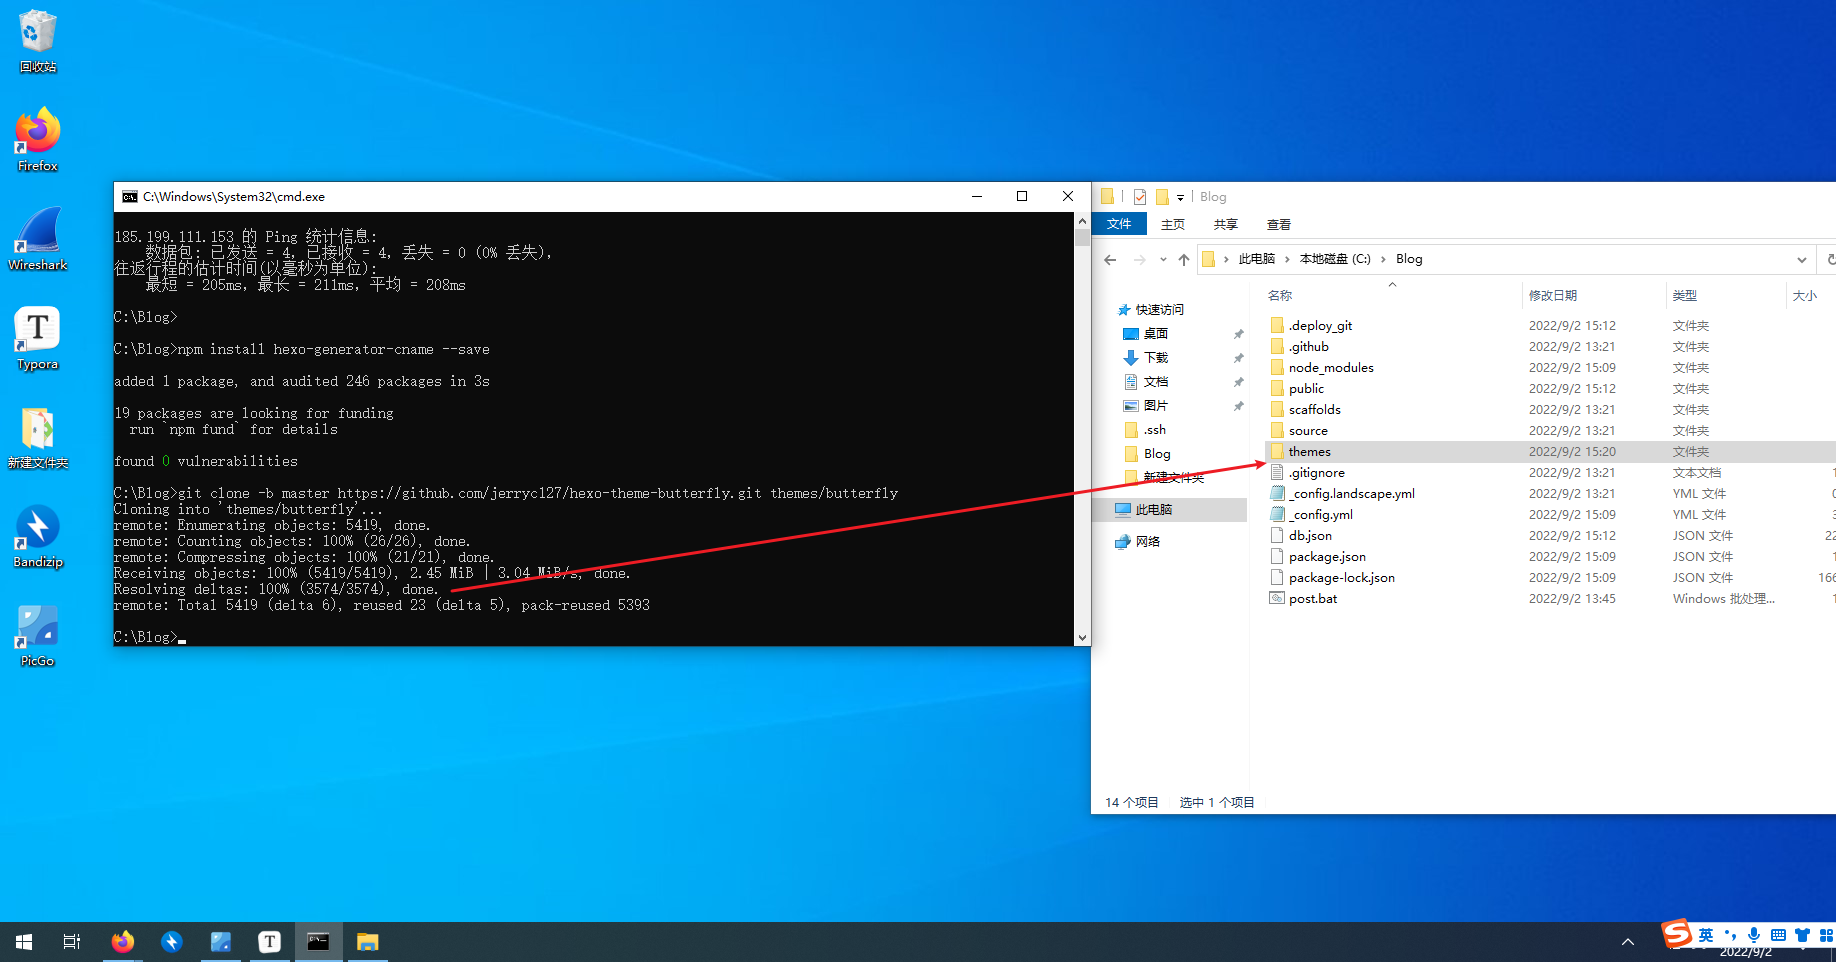 回收站
Firefox
Wireshark
Typora
新建文件夹
Bandizip
PicGo
C:\Windows\System32\cmd.exe
185.199.111.153 的 Ping 统计信息:
数据包: 已发送 = 4, 已接收 = 4, 丢失 = 0 (0% 丢失),
往返行程的估计时间(以毫秒为单位):
最短 = 205ms, 最长 = 211ms, 平均 = 208ms
C:\Blog>
C:\Blog>npm install hexo-generator-cname --save
added 1 package, and audited 246 packages in 3s
19 packages are looking for funding
run `npm fund` for details
found 0 vulnerabilities
C:\Blog>git clone -b master https://github.com/jerryc127/hexo-theme-butterfly.git themes/butterfly
Cloning into 'themes/butterfly'...
remote: Enumerating objects: 5419, done.
remote: Counting objects: 100% (26/26), done.
remote: Compressing objects: 100% (21/21), done.
Receiving objects: 100% (5419/5419), 2.45 MiB | 3.04 MiB/s, done.
Resolving deltas: 100% (3574/3574), done.
remote: Total 5419 (delta 6), reused 23 (delta 5), pack-reused 5393
C:\Blog>
Blog
文件 主页 共享 查看
此电脑 › 本地磁盘 (C:) › Blog
快速访问
桌面
下载
文档
图片
.ssh
Blog
新建文件夹
此电脑
网络
名称 修改日期 类型 大小
.deploy_git 2022/9/2 15:12 文件夹
.github 2022/9/2 13:21 文件夹
node_modules 2022/9/2 15:09 文件夹
public 2022/9/2 15:12 文件夹
scaffolds 2022/9/2 13:21 文件夹
source 2022/9/2 13:21 文件夹
themes 2022/9/2 15:20 文件夹
.gitignore 2022/9/2 13:21 文本文档
_config.landscape.yml 2022/9/2 13:21 YML 文件
_config.yml 2022/9/2 15:09 YML 文件
db.json 2022/9/2 15:12 JSON 文件
package.json 2022/9/2 15:09 JSON 文件
package-lock.json 2022/9/2 15:09 JSON 文件
post.bat 2022/9/2 13:45 Windows 批处理...
14 个项目 选中 1 个项目
英
2022/9/2